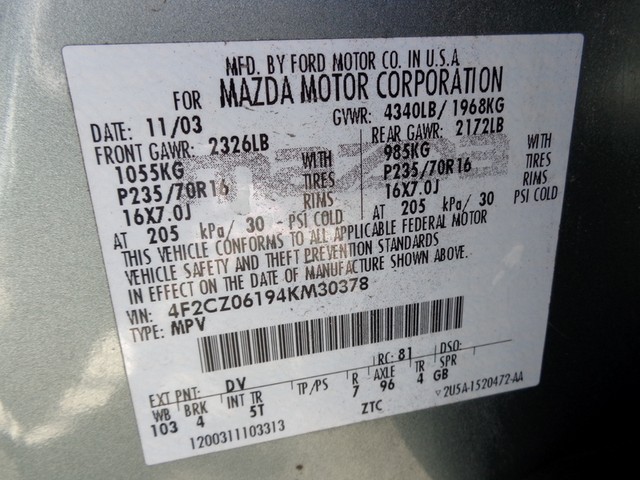 MFD. BY FORD MOTOR CO. IN U.S.A
FOR MAZDA MOTOR CORPORATION
DATE: 11/03 GVWR: 4340LB/ 1968KG
FRONT GAWR: 2326LB REAR GAWR: 2172LB
1055KG WITH 985KG WITH
P235/70R16 TIRES P235/70R16 TIRES
16X7.0J RIMS 16X7.0J RIMS
AT 205 kPa/ 30 PSI COLD AT 205 kPa/ 30 PSI COLD
THIS VEHICLE CONFORMS TO ALL APPLICABLE FEDERAL MOTOR
VEHICLE SAFETY AND THEFT PREVENTION STANDARDS
IN EFFECT ON THE DATE OF MANUFACTURE SHOWN ABOVE.
VIN: 4F2CZ06194KM30378
TYPE: MPV
mazda
EXT PNT: DV RC: 81 DSO:
WB BRK INT TR TP/PS R AXLE TR SPR
103 4 5T 7 96 4 GB
ZTC ▽2U5A-1520472-AA
1200311103313